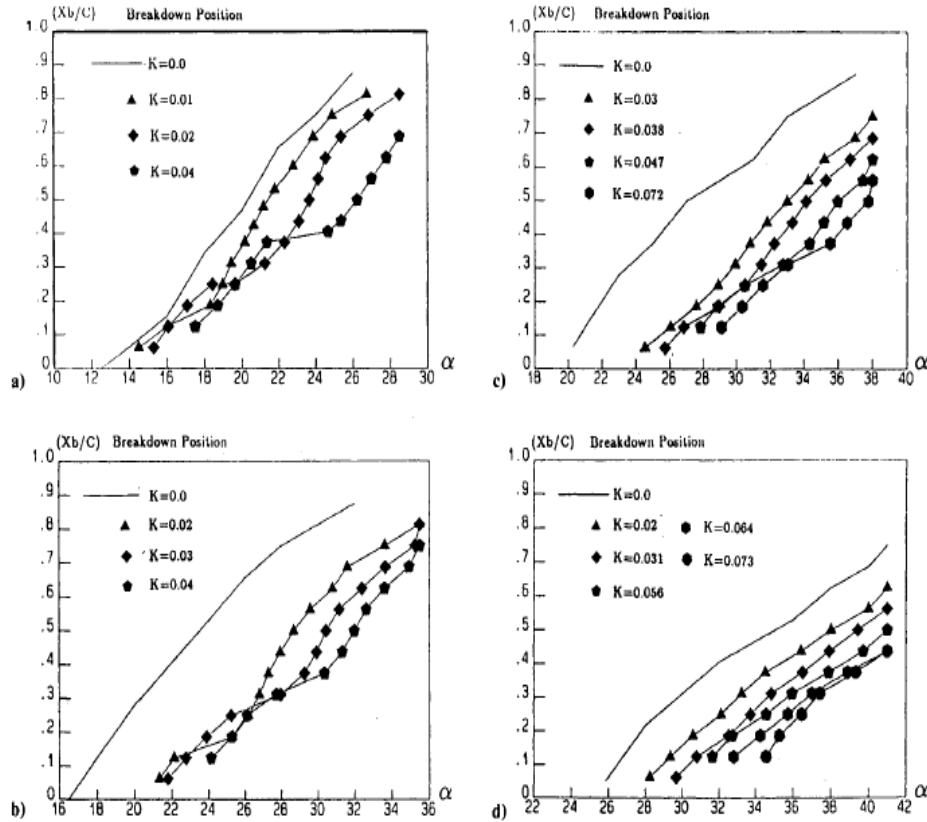 (Xb/C) Breakdown Position
1.0
.9
.8
.7
.6
.5
.4
.3
.2
.1
0
K=0.0
K=0.01
K=0.02
K=0.04
10 12 14 16 18 20 22 24 26 28 30
α
a)
(Xb/C) Breakdown Position
1.0
.9
.8
.7
.6
.5
.4
.3
.2
.1
0
K=0.0
K=0.03
K=0.038
K=0.047
K=0.072
18 20 22 24 26 28 30 32 34 36 38 40
α
c)
(Xb/C) Breakdown Position
1.0
.9
.8
.7
.6
.5
.4
.3
.2
.1
0
K=0.0
K=0.02
K=0.03
K=0.04
16 18 20 22 24 26 28 30 32 34 36
α
b)
(Xb/C) Breakdown Position
1.0
.9
.8
.7
.6
.5
.4
.3
.2
.1
0
K=0.0
K=0.02 K=0.064
K=0.031 K=0.073
K=0.056
22 24 26 28 30 32 34 36 38 40 42
α
d)